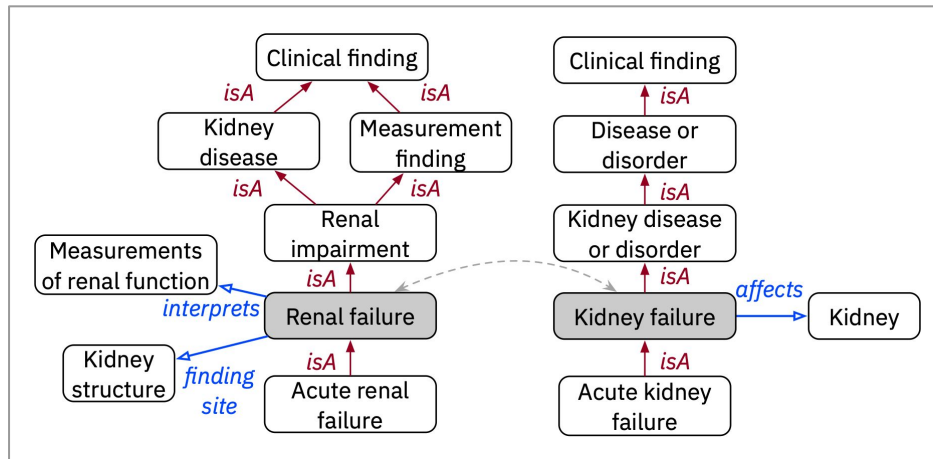 Clinical finding
isA
isA
Kidney
disease
Measurement
finding
isA
isA
Renal
impairment
Measurements
of renal function
isA
interprets
Renal failure
Kidney
structure
finding
site
isA
Acute renal
failure
Clinical finding
isA
Disease or
disorder
isA
Kidney disease
or disorder
isA
affects
Kidney failure
Kidney
isA
Acute kidney
failure